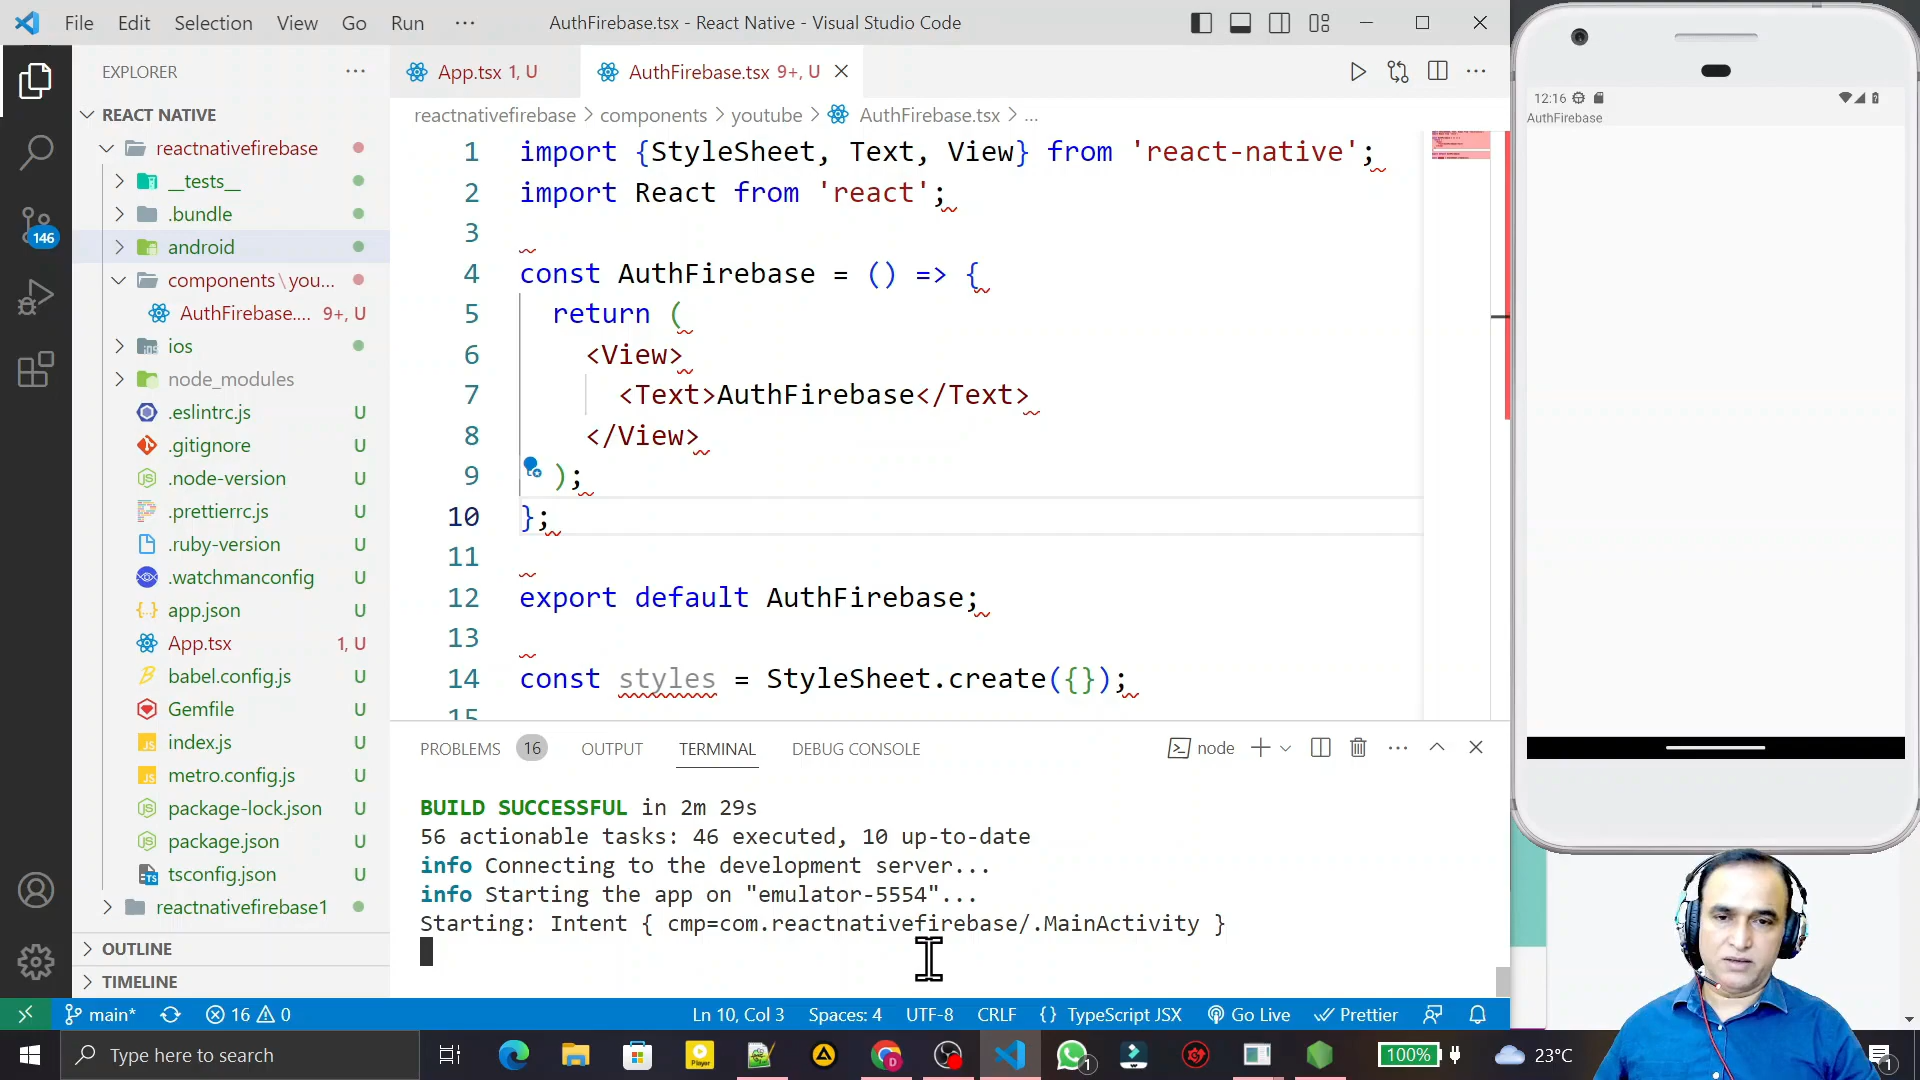 File Edit Selection View Go Run ··· AuthFirebase.tsx - React Native - Visual Studio Code
EXPLORER ···
REACT NATIVE
reactnativefirebase
__tests__
.bundle
android
components\you...
AuthFirebase.... 9+, U
ios
node_modules
.eslintrc.js U
.gitignore U
.node-version U
.prettierrc.js U
.ruby-version U
.watchmanconfig U
app.json U
App.tsx 1, U
babel.config.js U
Gemfile U
index.js U
metro.config.js U
package-lock.json U
package.json U
tsconfig.json U
reactnativefirebase1
OUTLINE
TIMELINE
146
App.tsx 1, U AuthFirebase.tsx 9+, U
reactnativefirebase > components > youtube > AuthFirebase.tsx > ...
1 import {StyleSheet, Text, View} from 'react-native';
2 import React from 'react';
3
4 const AuthFirebase = () => {
5 return (
6 <View>
7 <Text>AuthFirebase</Text>
8 </View>
9 );
10 };
11
12 export default AuthFirebase;
13
14 const styles = StyleSheet.create({});
15
PROBLEMS 16 OUTPUT TERMINAL DEBUG CONSOLE node
BUILD SUCCESSFUL in 2m 29s
56 actionable tasks: 46 executed, 10 up-to-date
info Connecting to the development server...
info Starting the app on "emulator-5554"...
Starting: Intent { cmp=com.reactnativefirebase/.MainActivity }
main* 16 0 Ln 10, Col 3 Spaces: 4 UTF-8 CRLF {} TypeScript JSX Go Live Prettier
12:16
AuthFirebase
Type here to search
Player
D
1
100%
23°C
1